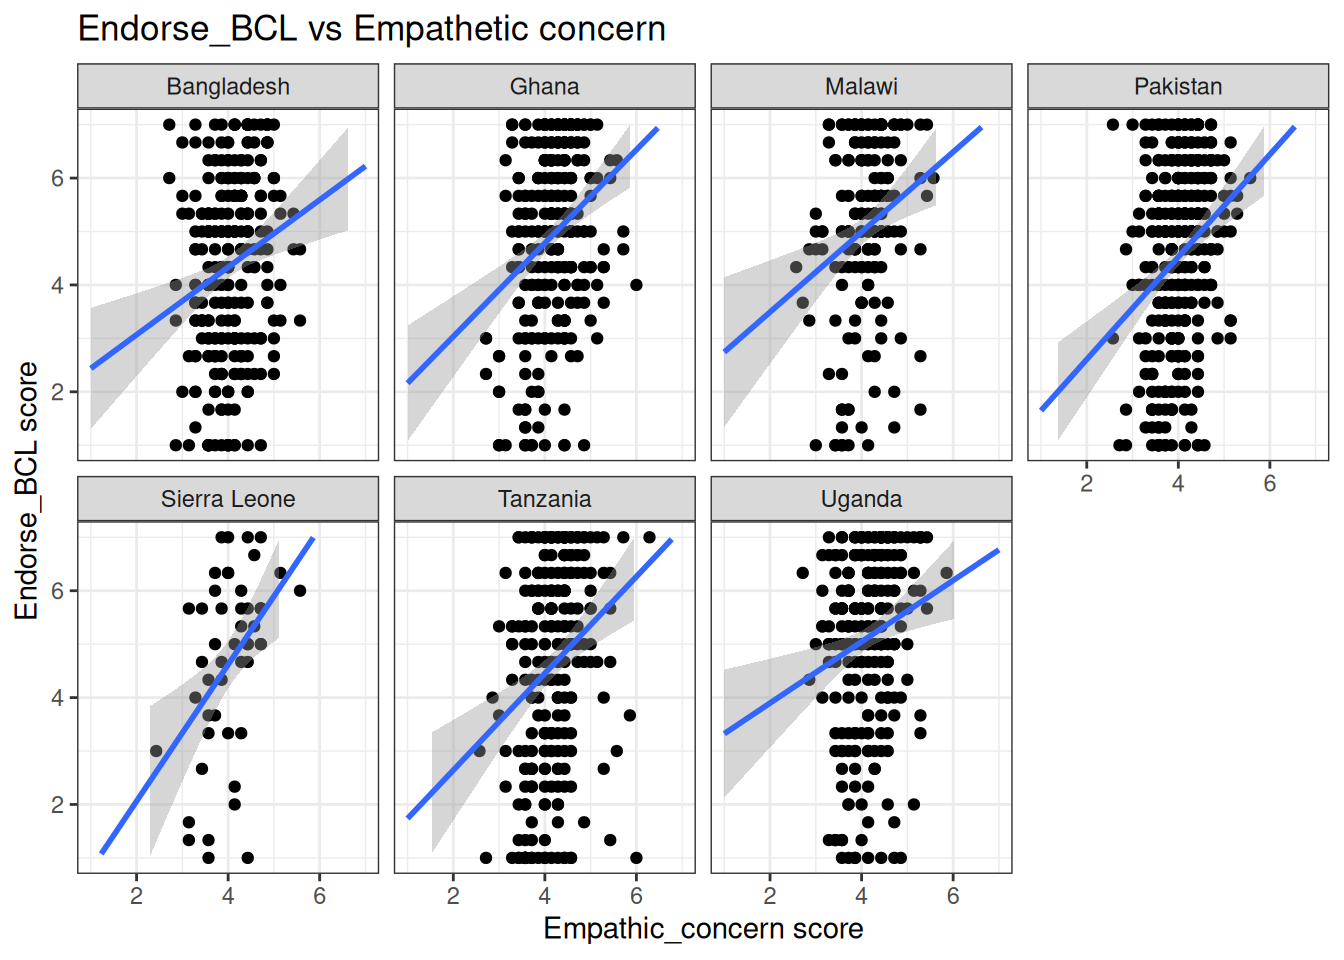 Endorse_BCL vs Empathetic concern
Bangladesh
Ghana
Malawi
Pakistan
6
4
2
2 4 6
Sierra Leone
Tanzania
Uganda
6
4
2
2 4 6
2 4 6
2 4 6
Endorse_BCL score
Empathic_concern score